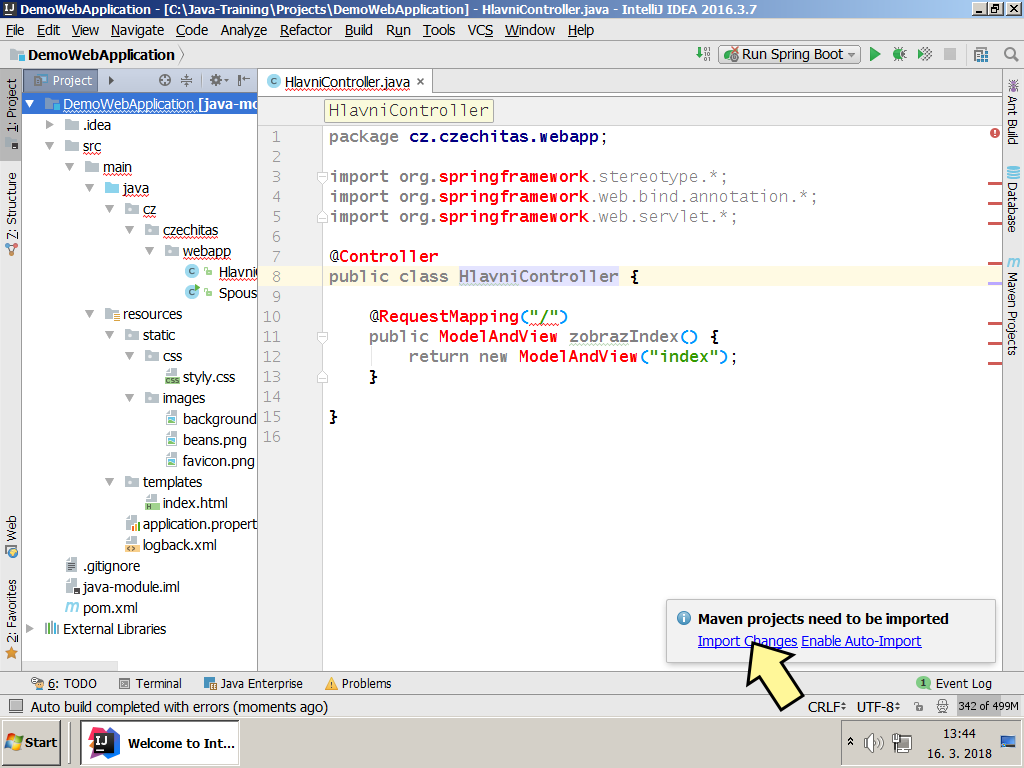 DemoWebApplication - [C:\Java-Training\Projects\DemoWebApplication] - HlavniController.java - IntelliJ IDEA 2016.3.7
File Edit View Navigate Code Analyze Refactor Build Run Tools VCS Window Help
DemoWebApplication
Run Spring Boot
Project
HlavniController.java
1: Project
Z: Structure
Web
2: Favorites
DemoWebApplication [java-mo
.idea
src
main
java
cz
czechitas
webapp
Hlavni
Spous
resources
static
css
styly.css
images
background
beans.png
favicon.png
templates
index.html
application.propert
logback.xml
.gitignore
java-module.iml
pom.xml
External Libraries
HlavniController
1 package cz.czechitas.webapp;
2
3 import org.springframework.stereotype.*;
4 import org.springframework.web.bind.annotation.*;
5 import org.springframework.web.servlet.*;
6
7 @Controller
8 public class HlavniController {
9
10 @RequestMapping("/")
11 public ModelAndView zobrazIndex() {
12 return new ModelAndView("index");
13 }
14
15 }
16
Ant Build
Database
Maven Projects
Maven projects need to be imported
Import Changes Enable Auto-Import
6: TODO Terminal Java Enterprise Problems 1 Event Log
Auto build completed with errors (moments ago) CRLF UTF-8 342 of 499M
Start Welcome to Int... 13:44
16. 3. 2018